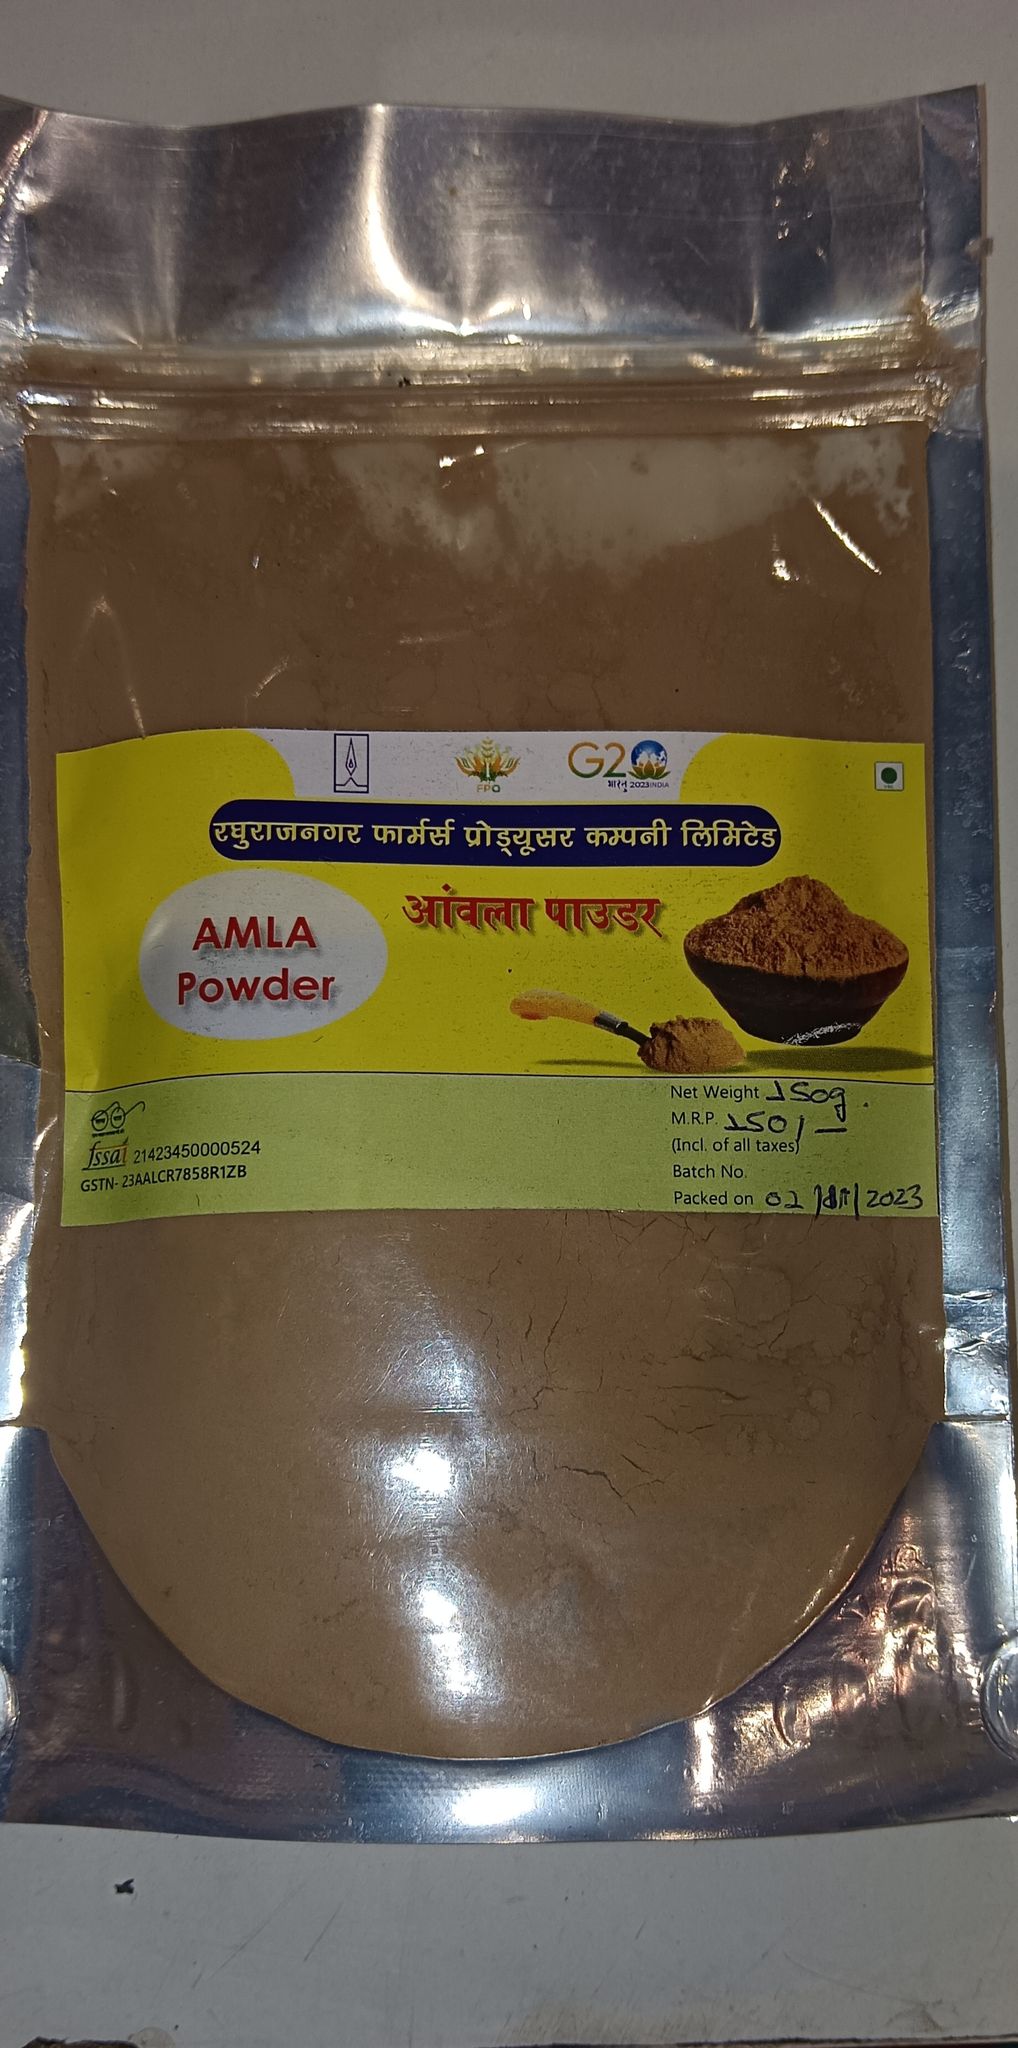 G20
भारत 2023 INDIA
FPO
रघुराजनगर फार्मर्स प्रोड्यूसर कम्पनी लिमिटेड
AMLA
Powder
आंवला पाउडर
Net Weight 150g.
M.R.P. 150/-
(Incl. of all taxes)
Batch No.
Packed on 02/ /2023
fssai 21423450000524
GSTN- 23AALCR7858R1ZB